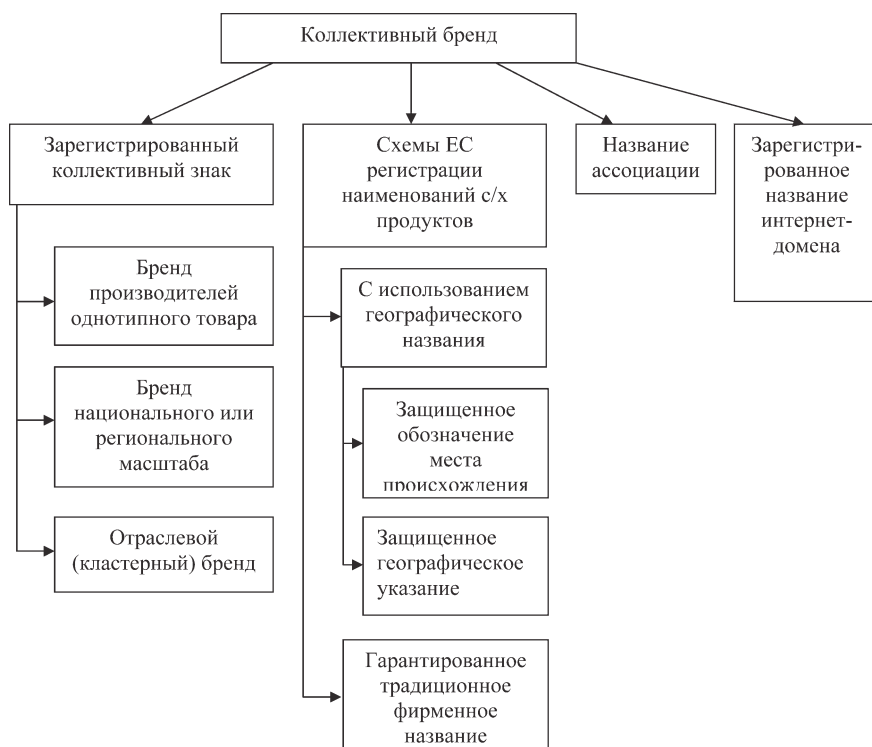 Коллективный бренд
Зарегистрированный
коллективный знак
Схемы ЕС
регистрации
наименований с/х
продуктов
Название
ассоциации
Зарегистри-
рованное
название
интернет-
домена
Бренд
производителей
однотипного товара
Бренд
национального или
регионального
масштаба
Отраслевой
(кластерный) бренд
С использованием
географического
названия
Защищенное
обозначение
места
происхождения
Защищенное
географическое
указание
Гарантированное
традиционное
фирменное
название